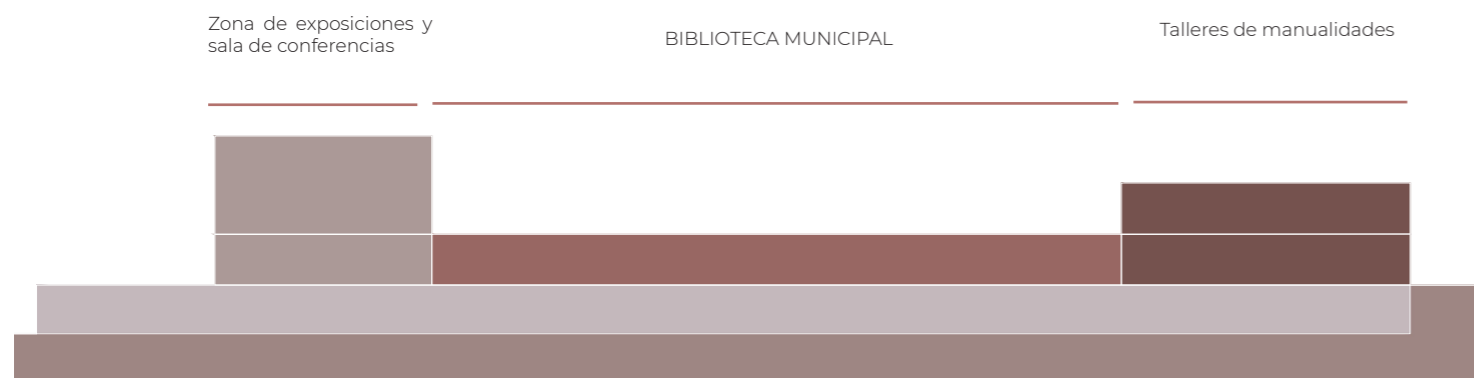 Zona de exposiciones y
sala de conferencias
BIBLIOTECA MUNICIPAL
Talleres de manualidades